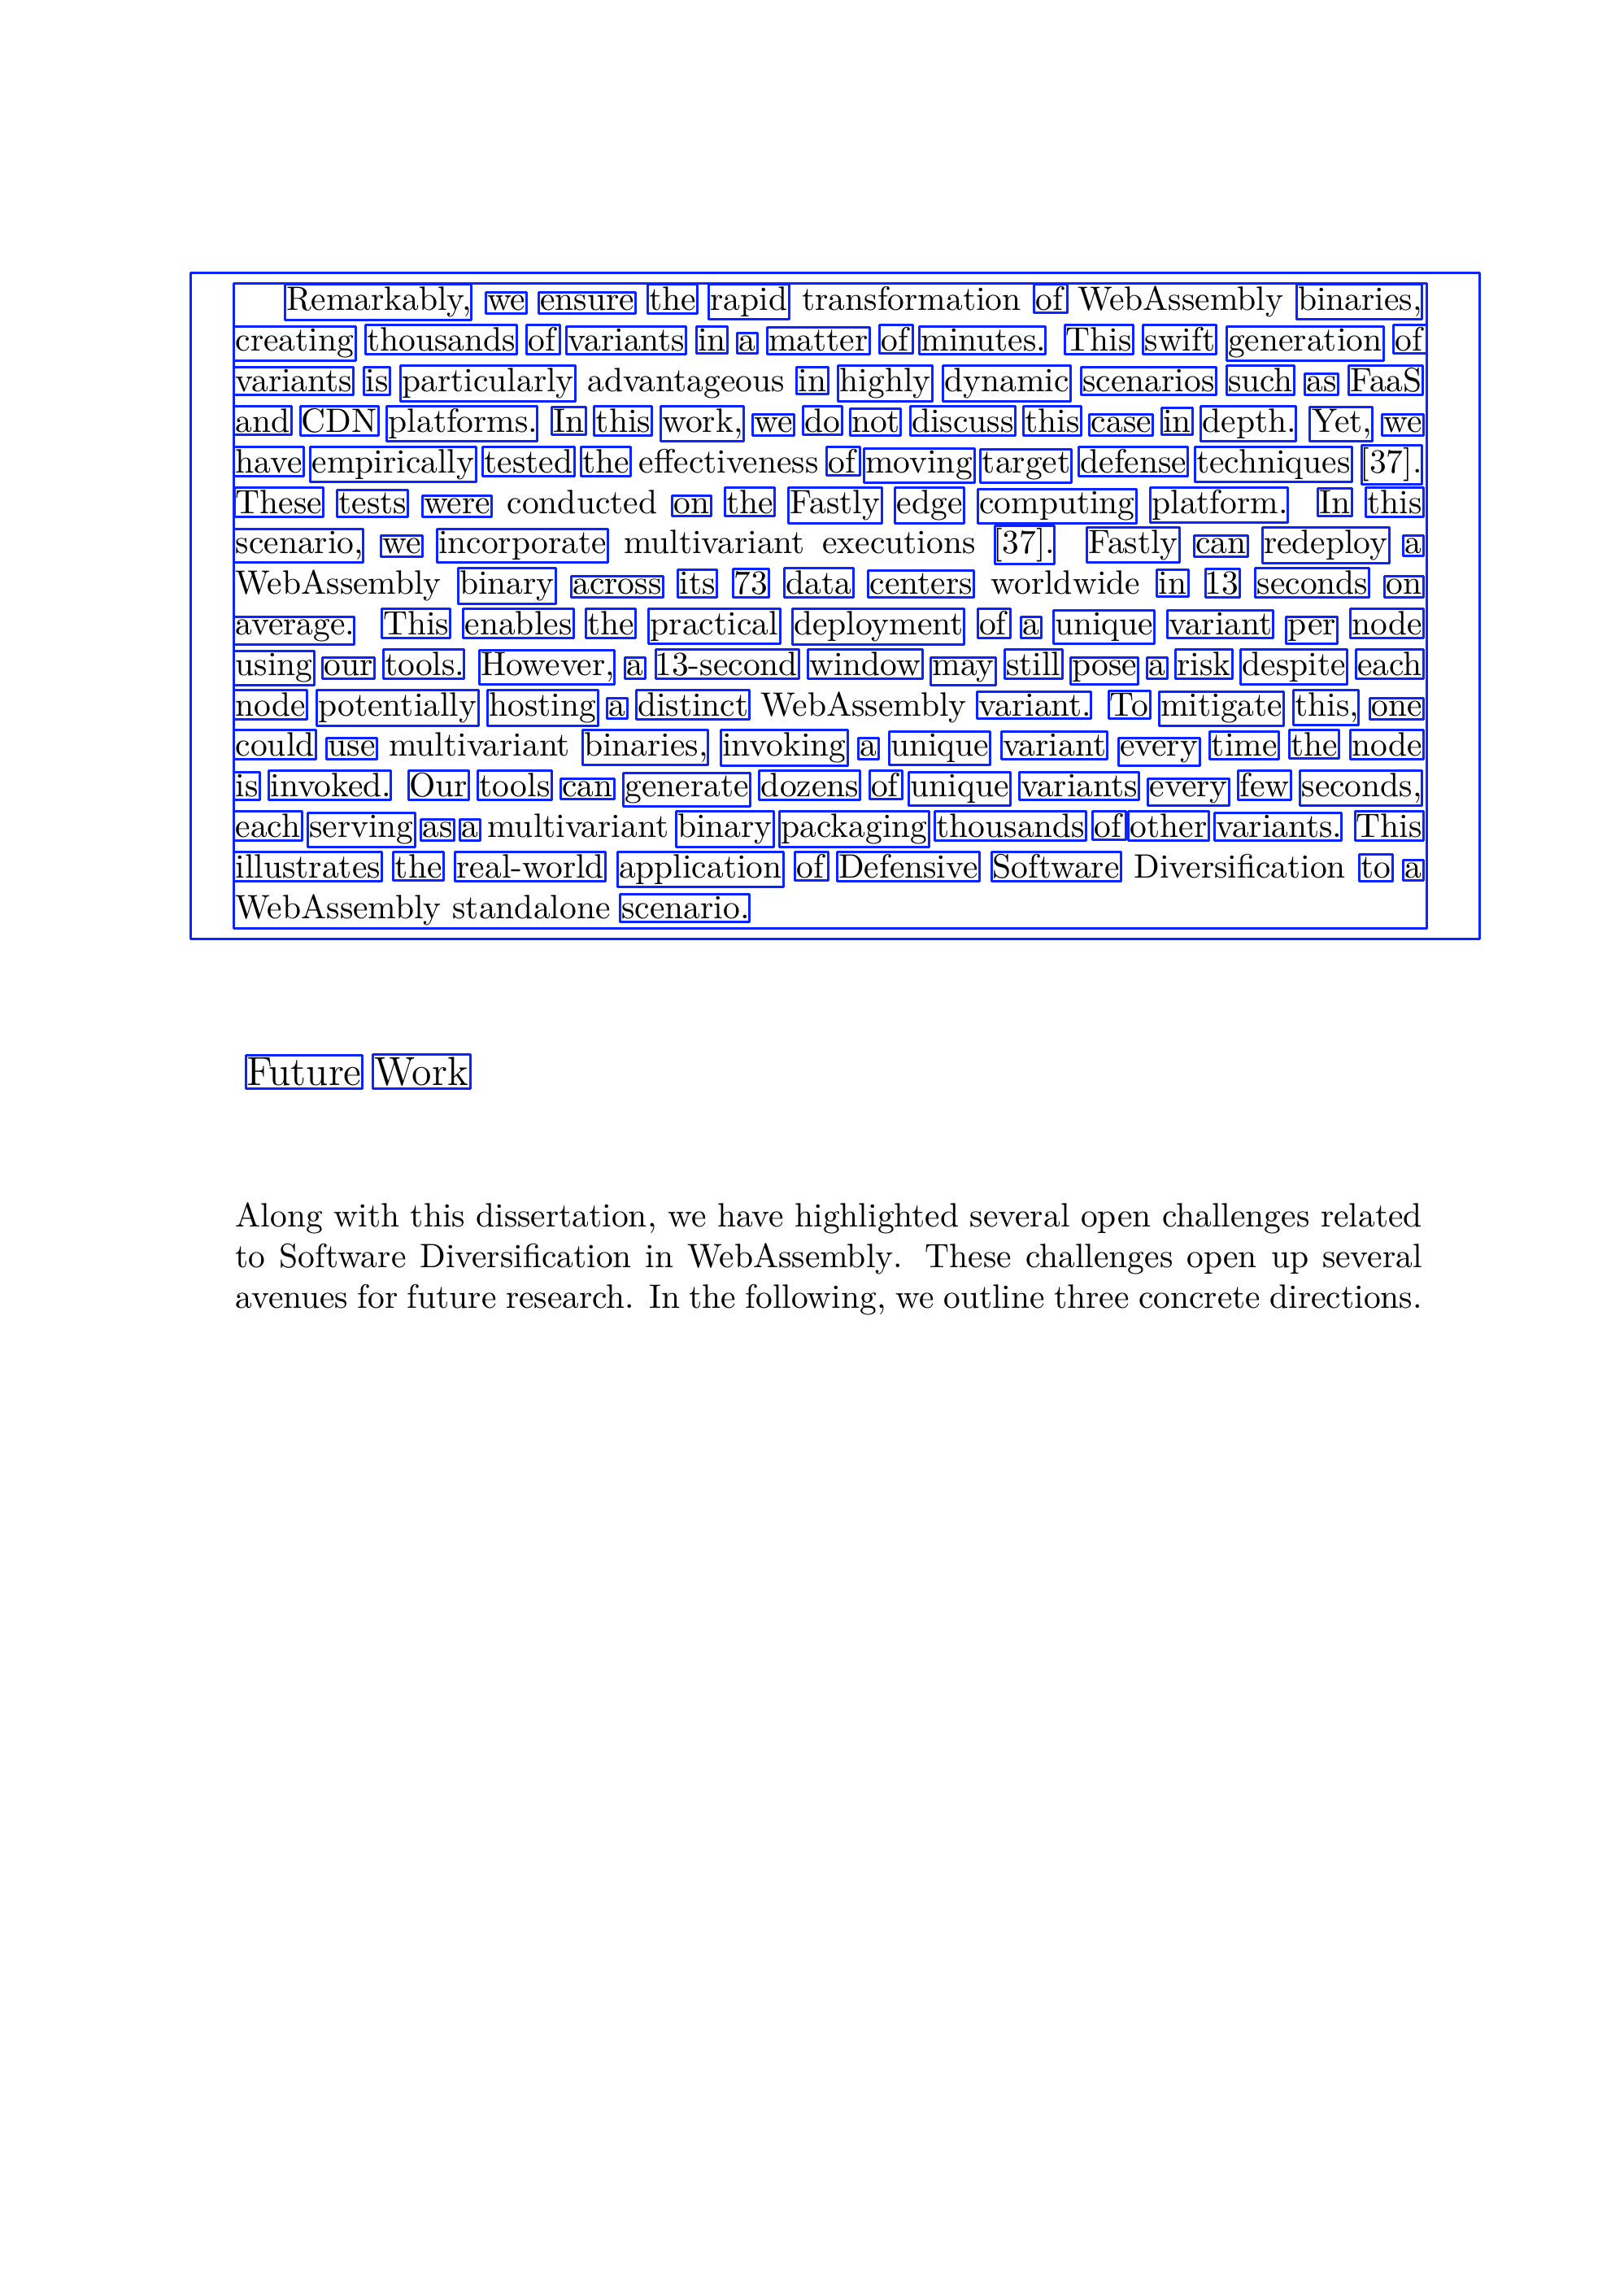 Remarkably, we ensure the rapid transformation of WebAssembly binaries,
creating thousands of variants in a matter of minutes. This swift generation of
variants is particularly advantageous in highly dynamic scenarios such as FaaS
and CDN platforms. In this work, we do not discuss this case in depth. Yet, we
have empirically tested the effectiveness of moving target defense techniques [37].
These tests were conducted on the Fastly edge computing platform. In this
scenario, we incorporate multivariant executions [37]. Fastly can redeploy a
WebAssembly binary across its 73 data centers worldwide in 13 seconds on
average. This enables the practical deployment of a unique variant per node
using our tools. However, a 13-second window may still pose a risk despite each
node potentially hosting a distinct WebAssembly variant. To mitigate this, one
could use multivariant binaries, invoking a unique variant every time the node
is invoked. Our tools can generate dozens of unique variants every few seconds,
each serving as a multivariant binary packaging thousands of other variants. This
illustrates the real-world application of Defensive Software Diversification to a
WebAssembly standalone scenario.
Future Work
Along with this dissertation, we have highlighted several open challenges related
to Software Diversification in WebAssembly. These challenges open up several
avenues for future research. In the following, we outline three concrete directions.